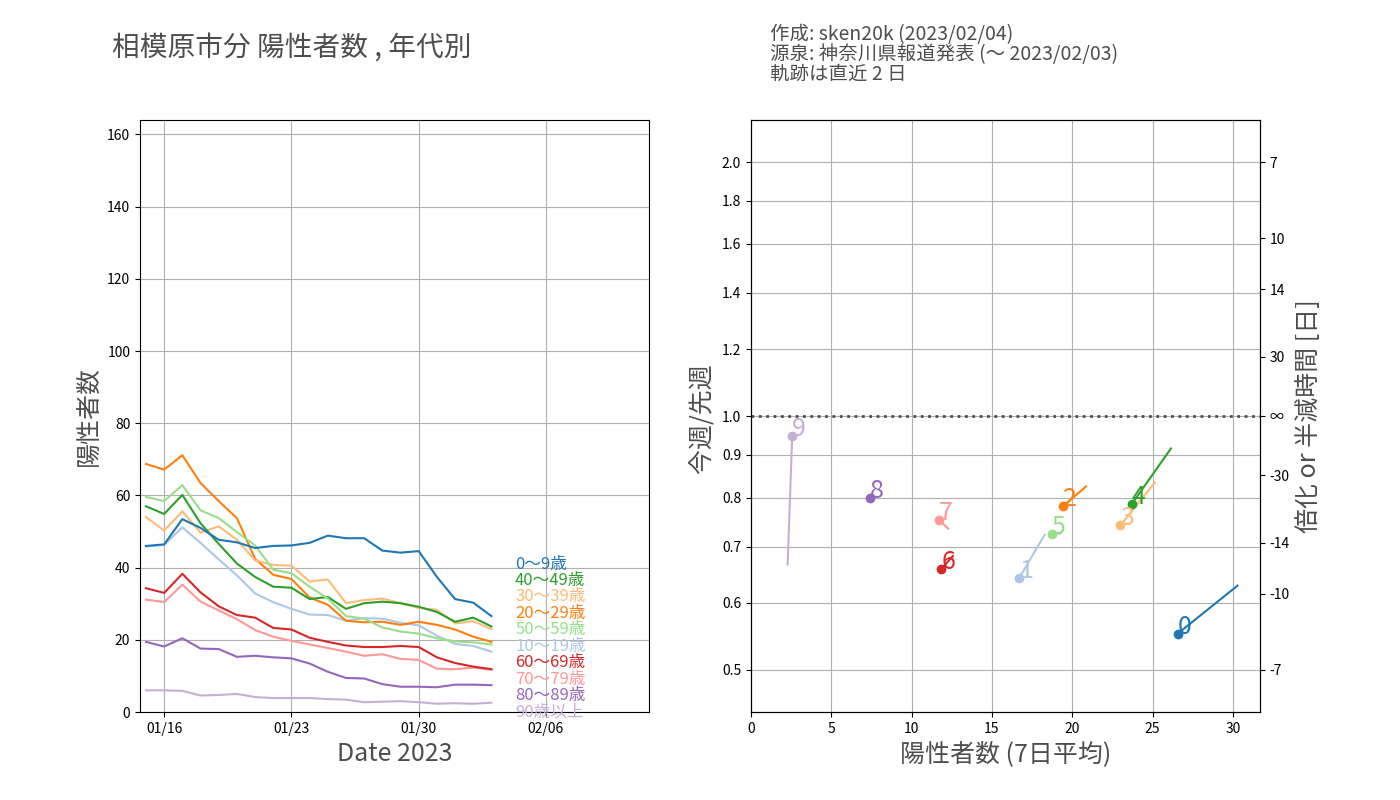 相模原市分 陽性者数 , 年代別
作成: sken20k (2023/02/04)
源泉: 神奈川県報道発表 (〜 2023/02/03)
軌跡は直近 2 日
陽性者数
160
140
120
100
80
60
40
20
0
01/16
01/23
01/30
02/06
Date 2023
0〜9歳
40〜49歳
30〜39歳
20〜29歳
50〜59歳
10〜19歳
60〜69歳
70〜79歳
80〜89歳
90歳以上
今週/先週
2.0
1.8
1.6
1.4
1.2
1.0
0.9
0.8
0.7
0.6
0.5
9
8
7
6
1
5
2
3
4
0
0
5
10
15
20
25
30
陽性者数 (7日平均)
7
10
14
30
∞
-30
-14
-10
-7
倍化 or 半減時間 [日]